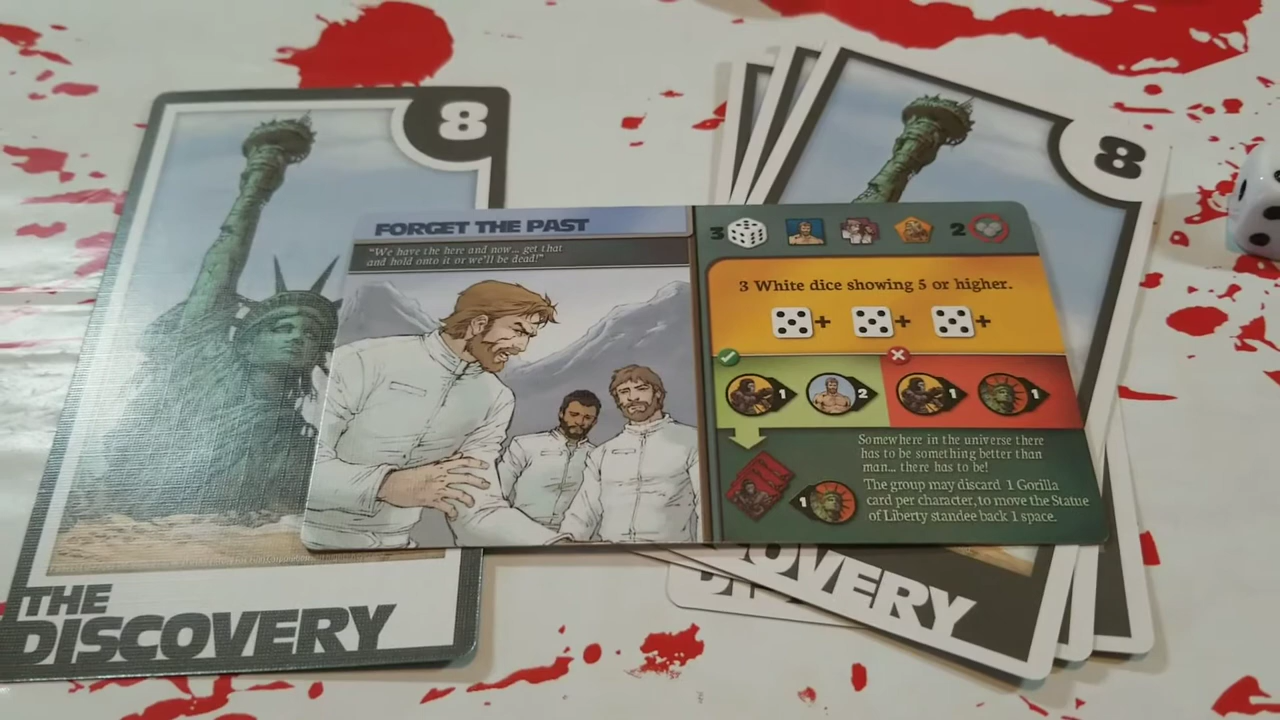 8
THE
DISCOVERY
FORGET THE PAST
"We have the here and now... get that
and hold onto it or we'll be dead!"
3
2
3 White dice showing 5 or higher.
+ + +
1 2 1 1
Somewhere in the universe there
has to be something better than
man... there has to be!
1
The group may discard 1 Gorilla
card per character, to move the Statue
of Liberty standee back 1 space.
8
OVERY